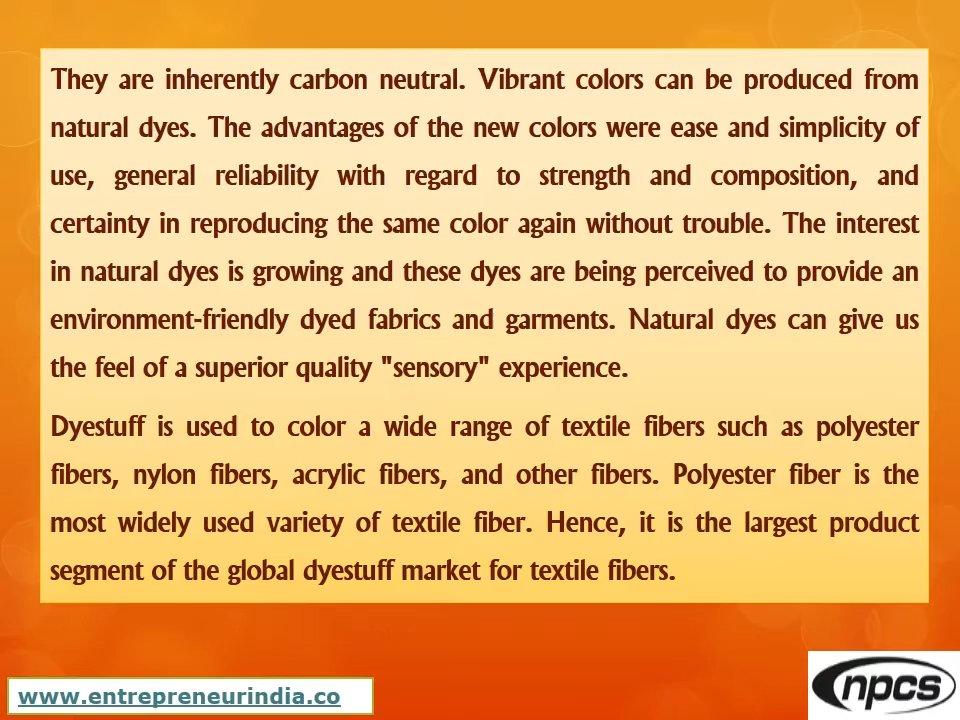 They are inherently carbon neutral. Vibrant colors can be produced from
natural dyes. The advantages of the new colors were ease and simplicity of
use, general reliability with regard to strength and composition, and
certainty in reproducing the same color again without trouble. The interest
in natural dyes is growing and these dyes are being perceived to provide an
environment-friendly dyed fabrics and garments. Natural dyes can give us
the feel of a superior quality "sensory" experience.
Dyestuff is used to color a wide range of textile fibers such as polyester
fibers, nylon fibers, acrylic fibers, and other fibers. Polyester fiber is the
most widely used variety of textile fiber. Hence, it is the largest product
segment of the global dyestuff market for textile fibers.
www.entrepreneurindia.co
npcs